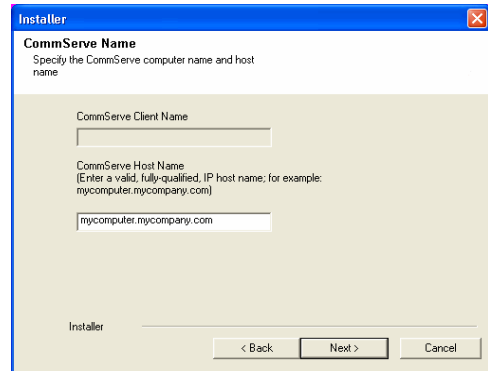 Installer
CommServe Name
Specify the CommServe computer name and host
name
CommServe Client Name
CommServe Host Name
(Enter a valid, fully-qualified, IP host name; for example:
mycomputer.mycompany.com)
mycomputer.mycompany.com
Installer
< Back
Next >
Cancel